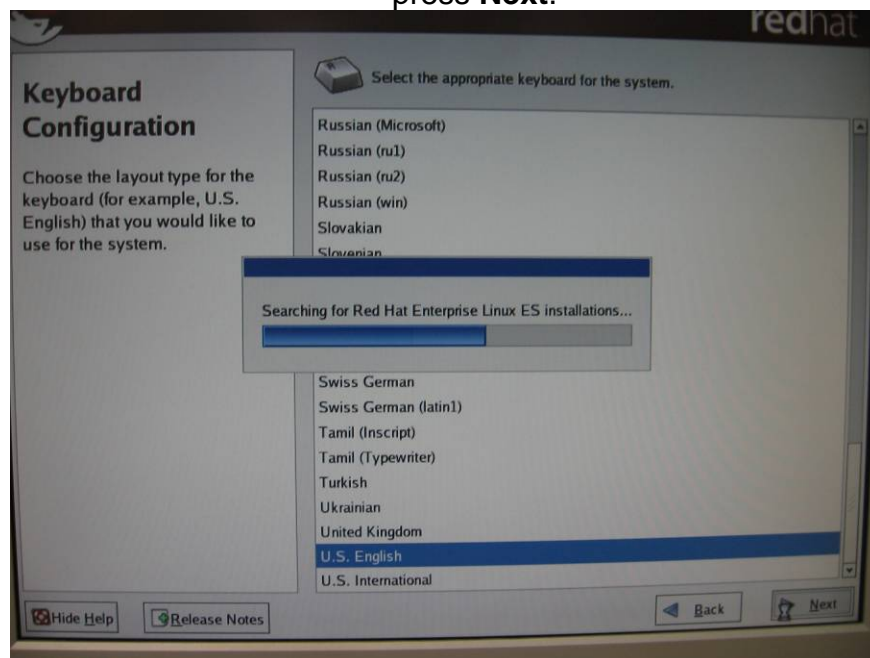 press Next.
redhat
Keyboard
Configuration
Choose the layout type for the
keyboard (for example, U.S.
English) that you would like to
use for the system.
Select the appropriate keyboard for the system.
Russian (Microsoft)
Russian (ru1)
Russian (ru2)
Russian (win)
Slovakian
Slovenian
Searching for Red Hat Enterprise Linux ES installations...
Swiss German
Swiss German (latin1)
Tamil (Inscript)
Tamil (Typewriter)
Turkish
Ukrainian
United Kingdom
U.S. English
U.S. International
Hide Help
Release Notes
Back
Next